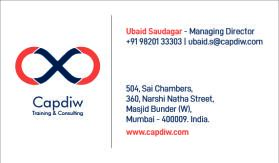 Ubaid Saudagar - Managing Director
+91 98201 33303 | ubaid.s@capdiw.com
Capdiw
Training & Consulting
504, Sai Chambers,
360, Narshi Natha Street,
Masjid Bunder (W),
Mumbai - 400009. India.
www.capdiw.com